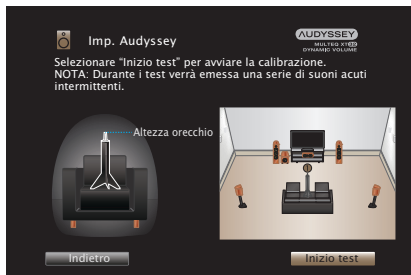 Imp. Audyssey
AUDYSSEY
MULTEQ XT32
DYNAMIC VOLUME
Selezionare “Inizio test” per avviare la calibrazione.
NOTA: Durante i test verrà emessa una serie di suoni acuti
intermittenti.
Altezza orecchio
Indietro
Inizio test